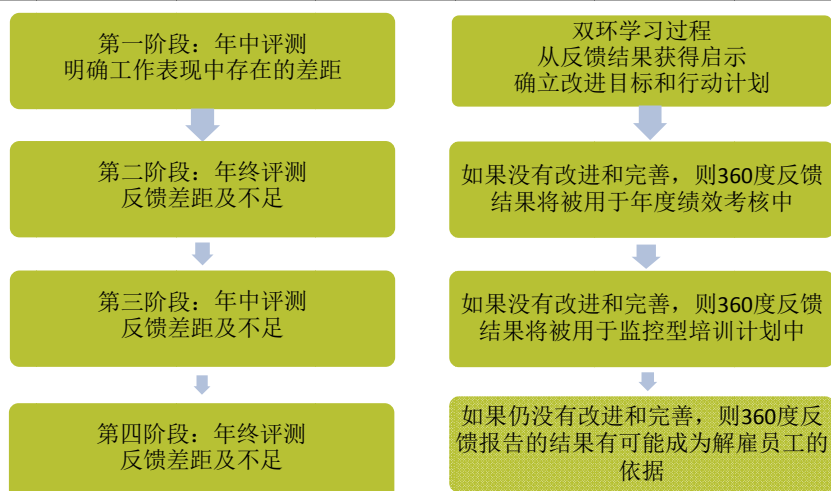 第一阶段：年中评测
明确工作表现中存在的差距
第二阶段：年终评测
反馈差距及不足
第三阶段：年中评测
反馈差距及不足
第四阶段：年终评测
反馈差距及不足
双环学习过程
从反馈结果获得启示
确立改进目标和行动计划
如果没有改进和完善，则360度反馈
结果将被用于年度绩效考核中
如果没有改进和完善，则360度反馈
结果将被用于监控型培训计划中
如果仍没有改进和完善，则360度反
馈报告的结果有可能成为解雇员工的
依据